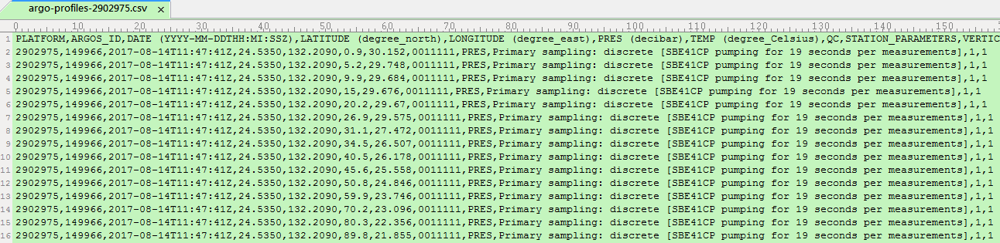 argo-profiles-2902975.csv ×
0 10 20 30 40 50 60 70 80 90 100 110 120 130 140 150
1 PLATFORM,ARGOS_ID,DATE (YYYY-MM-DDTHH:MI:SSZ),LATITUDE (degree_north),LONGITUDE (degree_east),PRES (decibar),TEMP (degree_Celsius),QC,STATION_PARAMETERS,VERTIC
2 2902975,149966,2017-08-14T11:47:41Z,24.5350,132.2090,0.9,30.152,0011111,PRES,Primary sampling: discrete [SBE41CP pumping for 19 seconds per measurements],1,1
3 2902975,149966,2017-08-14T11:47:41Z,24.5350,132.2090,5.2,29.748,0011111,PRES,Primary sampling: discrete [SBE41CP pumping for 19 seconds per measurements],1,1
4 2902975,149966,2017-08-14T11:47:41Z,24.5350,132.2090,9.9,29.684,0011111,PRES,Primary sampling: discrete [SBE41CP pumping for 19 seconds per measurements],1,1
5 2902975,149966,2017-08-14T11:47:41Z,24.5350,132.2090,15,29.676,0011111,PRES,Primary sampling: discrete [SBE41CP pumping for 19 seconds per measurements],1,1
6 2902975,149966,2017-08-14T11:47:41Z,24.5350,132.2090,20.2,29.67,0011111,PRES,Primary sampling: discrete [SBE41CP pumping for 19 seconds per measurements],1,1
7 2902975,149966,2017-08-14T11:47:41Z,24.5350,132.2090,26.9,29.575,0011111,PRES,Primary sampling: discrete [SBE41CP pumping for 19 seconds per measurements],1,1
8 2902975,149966,2017-08-14T11:47:41Z,24.5350,132.2090,31.1,27.472,0011111,PRES,Primary sampling: discrete [SBE41CP pumping for 19 seconds per measurements],1,1
9 2902975,149966,2017-08-14T11:47:41Z,24.5350,132.2090,34.5,26.507,0011111,PRES,Primary sampling: discrete [SBE41CP pumping for 19 seconds per measurements],1,1
10 2902975,149966,2017-08-14T11:47:41Z,24.5350,132.2090,40.5,26.178,0011111,PRES,Primary sampling: discrete [SBE41CP pumping for 19 seconds per measurements],1,1
11 2902975,149966,2017-08-14T11:47:41Z,24.5350,132.2090,45.6,25.558,0011111,PRES,Primary sampling: discrete [SBE41CP pumping for 19 seconds per measurements],1,1
12 2902975,149966,2017-08-14T11:47:41Z,24.5350,132.2090,50.8,24.846,0011111,PRES,Primary sampling: discrete [SBE41CP pumping for 19 seconds per measurements],1,1
13 2902975,149966,2017-08-14T11:47:41Z,24.5350,132.2090,59.9,23.746,0011111,PRES,Primary sampling: discrete [SBE41CP pumping for 19 seconds per measurements],1,1
14 2902975,149966,2017-08-14T11:47:41Z,24.5350,132.2090,70.2,23.096,0011111,PRES,Primary sampling: discrete [SBE41CP pumping for 19 seconds per measurements],1,1
15 2902975,149966,2017-08-14T11:47:41Z,24.5350,132.2090,80.3,22.356,0011111,PRES,Primary sampling: discrete [SBE41CP pumping for 19 seconds per measurements],1,1
16 2902975,149966,2017-08-14T11:47:41Z,24.5350,132.2090,89.8,21.855,0011111,PRES,Primary sampling: discrete [SBE41CP pumping for 19 seconds per measurements],1,1